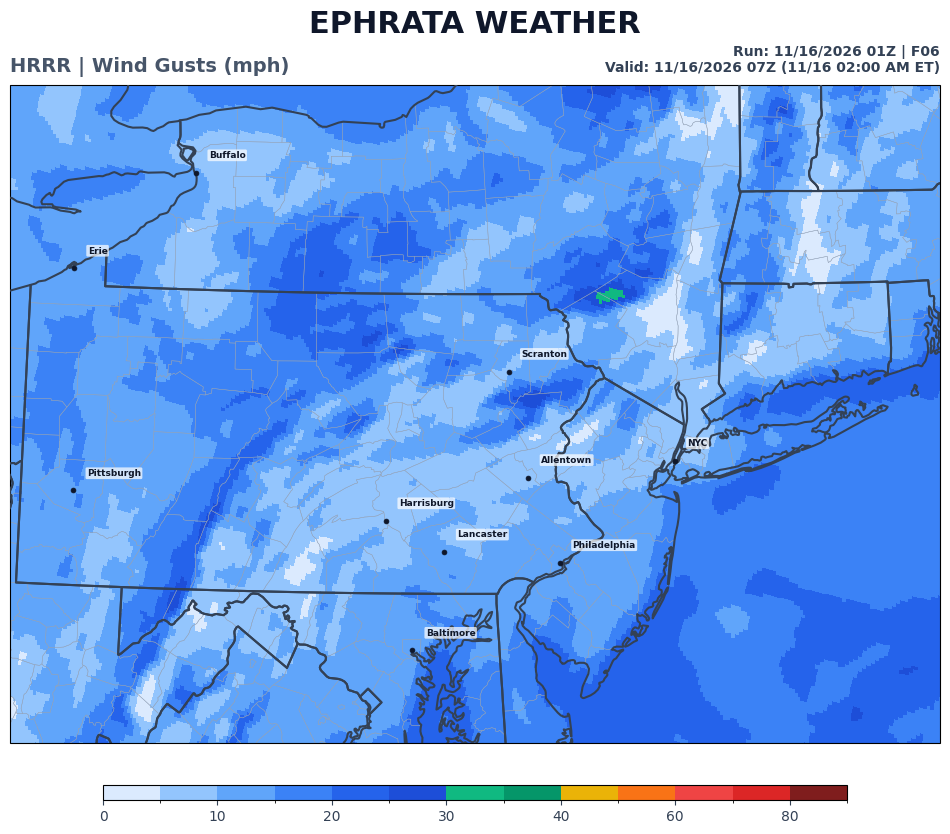 EPHRATA WEATHER
HRRR | Wind Gusts (mph)
Run: 11/16/2026 01Z | F06
Valid: 11/16/2026 07Z (11/16 02:00 AM ET)
Buffalo
Erie
Scranton
NYC
Allentown
Pittsburgh
Harrisburg
Lancaster
Philadelphia
Baltimore
0 10 20 30 40 50 60 70 80